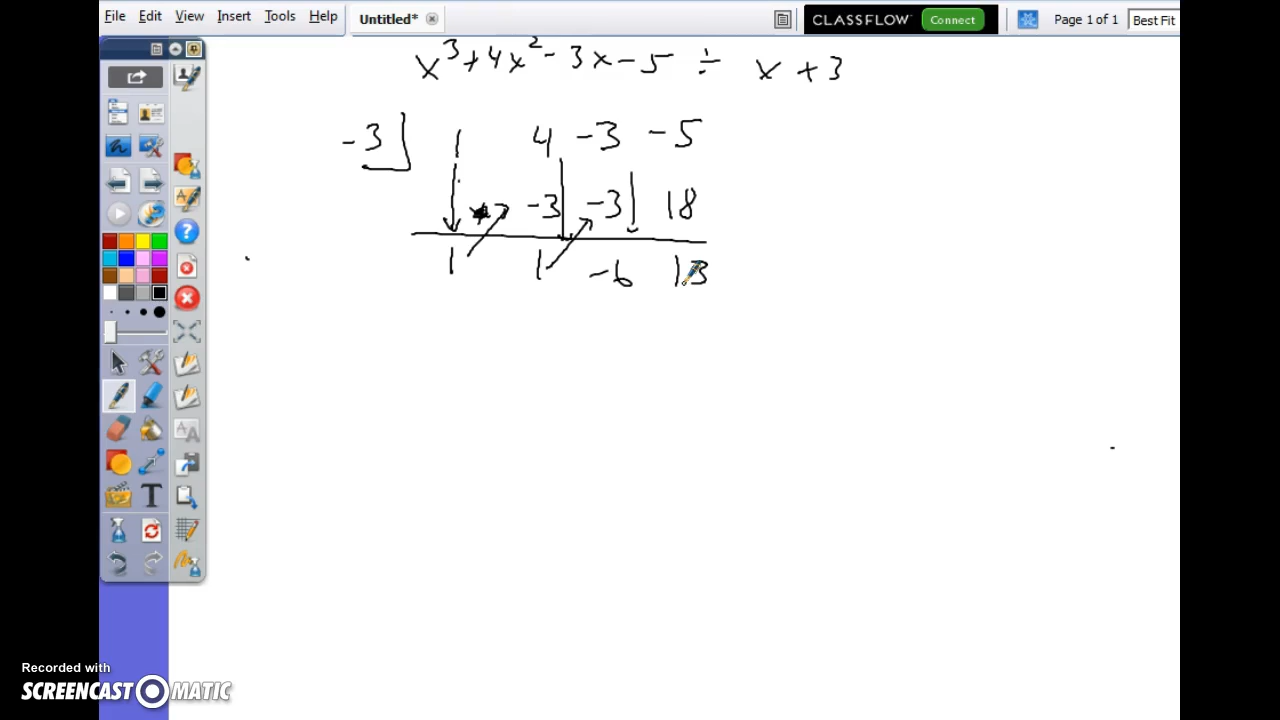 File Edit View Insert Tools Help Untitled* CLASSFLOW Connect Page 1 of 1 Best Fit
x³+4x²-3x-5 ÷ x+3
-3 1 4 -3 -5
-3 -3 18
1 1 -6 13
T
Recorded with
SCREENCAST MATIC